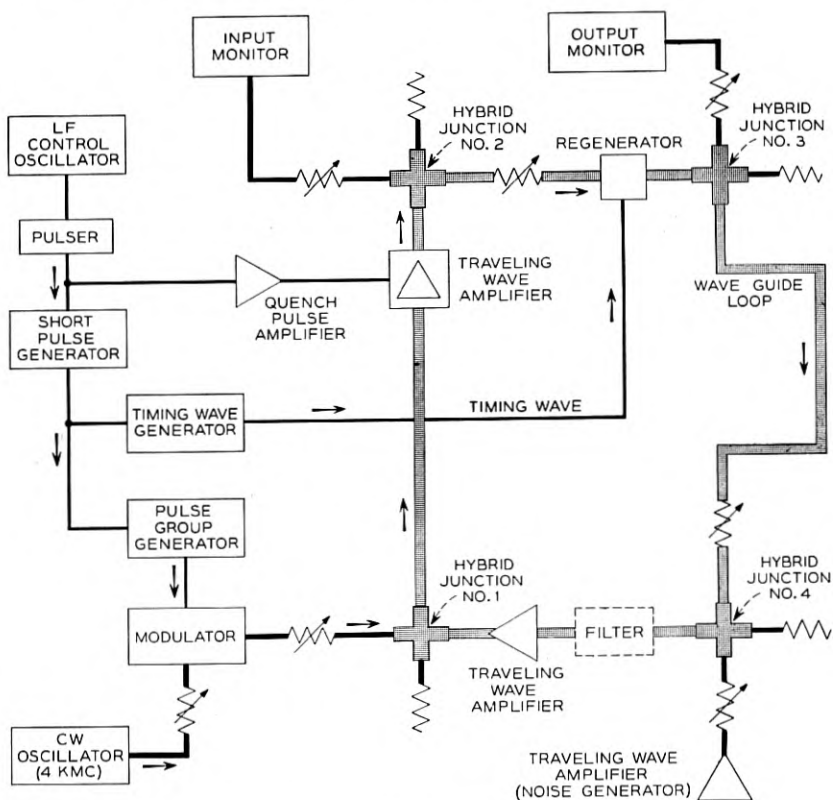 INPUT
MONITOR
OUTPUT
MONITOR
LF
CONTROL
OSCILLATOR
HYBRID
JUNCTION
NO. 2
REGENERATOR
HYBRID
JUNCTION
NO. 3
PULSER
QUENCH
PULSE
AMPLIFIER
TRAVELING
WAVE
AMPLIFIER
WAVE GUIDE
LOOP
SHORT
PULSE
GENERATOR
TIMING WAVE
GENERATOR
TIMING WAVE
PULSE
GROUP
GENERATOR
HYBRID
JUNCTION
NO. 1
HYBRID
JUNCTION
NO. 4
MODULATOR
FILTER
TRAVELING
WAVE
AMPLIFIER
CW
OSCILLATOR
(4 KMC)
TRAVELING WAVE
AMPLIFIER
(NOISE GENERATOR)